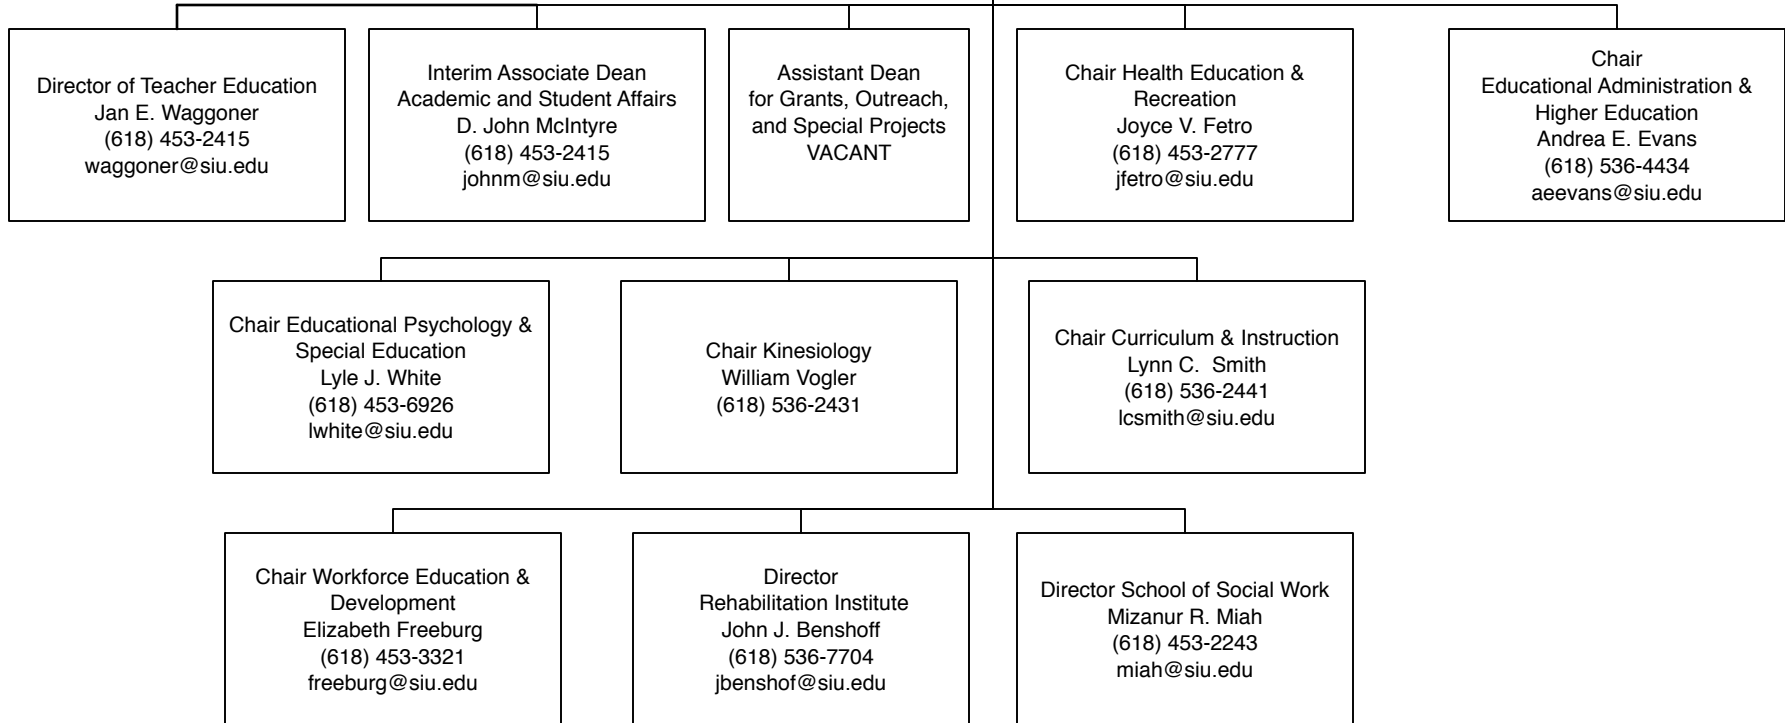 Director of Teacher Education
Jan E. Waggoner
(618) 453-2415
waggoner@siu.edu
Interim Associate Dean
Academic and Student Affairs
D. John McIntyre
(618) 453-2415
johnm@siu.edu
Assistant Dean
for Grants, Outreach,
and Special Projects
VACANT
Chair Health Education &
Recreation
Joyce V. Fetro
(618) 453-2777
jfetro@siu.edu
Chair
Educational Administration &
Higher Education
Andrea E. Evans
(618) 536-4434
aeevans@siu.edu
Chair Educational Psychology &
Special Education
Lyle J. White
(618) 453-6926
lwhite@siu.edu
Chair Kinesiology
William Vogler
(618) 536-2431
Chair Curriculum & Instruction
Lynn C. Smith
(618) 536-2441
lcsmith@siu.edu
Chair Workforce Education &
Development
Elizabeth Freeburg
(618) 453-3321
freeburg@siu.edu
Director
Rehabilitation Institute
John J. Benshoff
(618) 536-7704
jbenshof@siu.edu
Director School of Social Work
Mizanur R. Miah
(618) 453-2243
miah@siu.edu